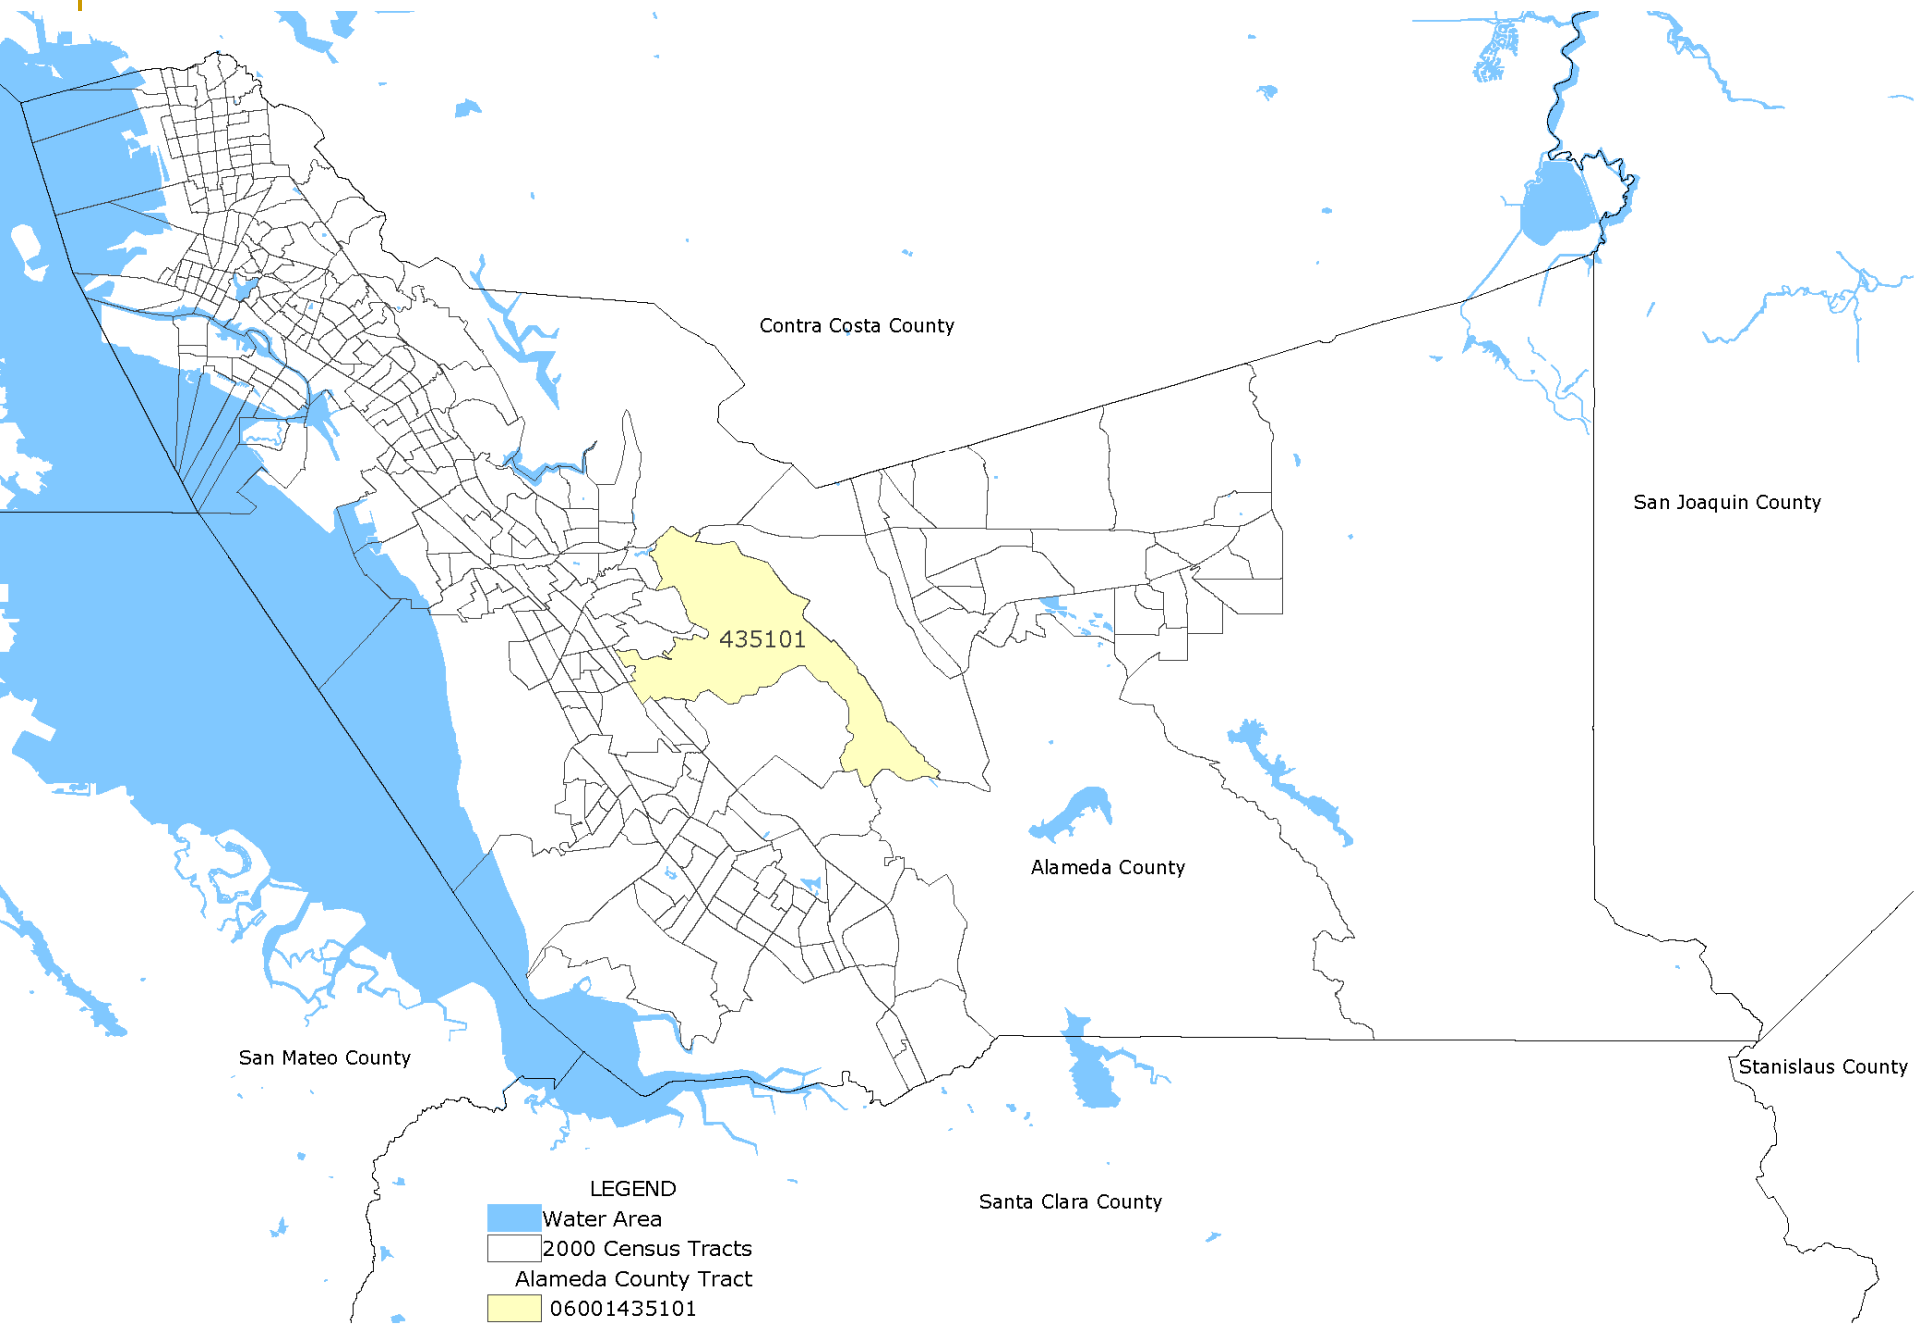 Contra Costa County
San Joaquin County
435101
Alameda County
San Mateo County
Stanislaus County
Santa Clara County
LEGEND
Water Area
2000 Census Tracts
Alameda County Tract
06001435101